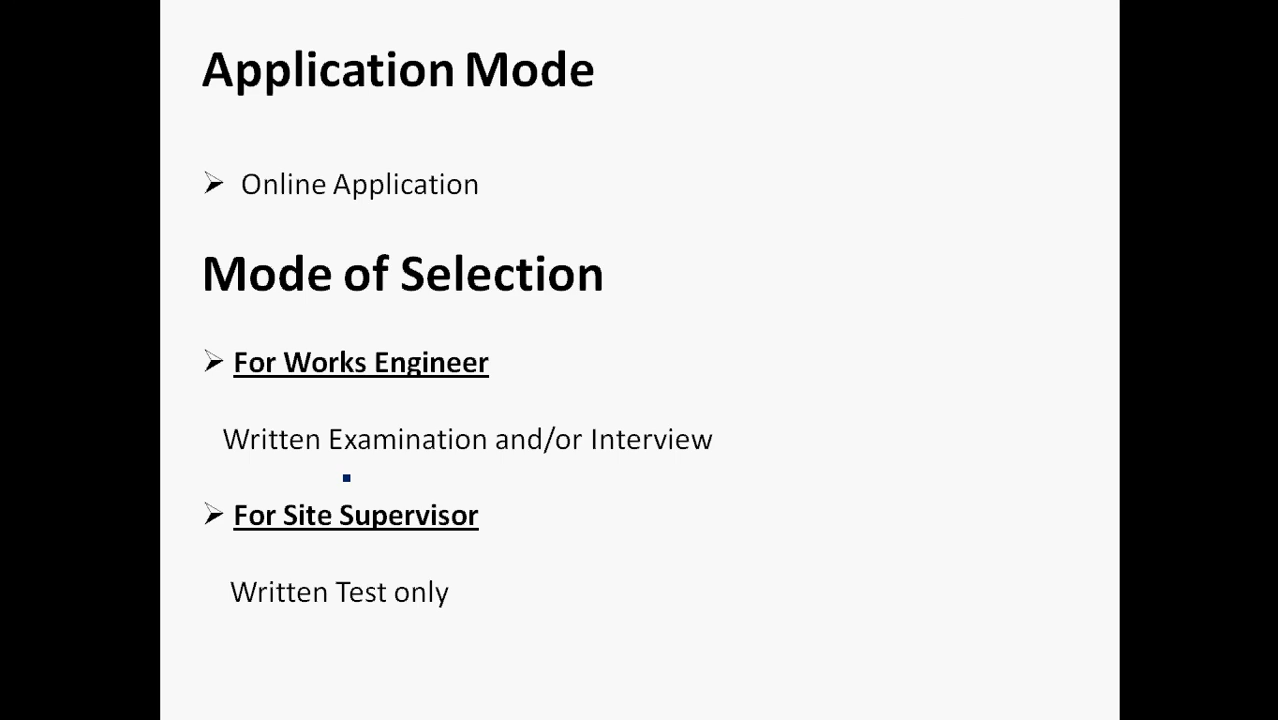 Application Mode
➢ Online Application
Mode of Selection
➢ For Works Engineer
Written Examination and/or Interview
➢ For Site Supervisor
Written Test only